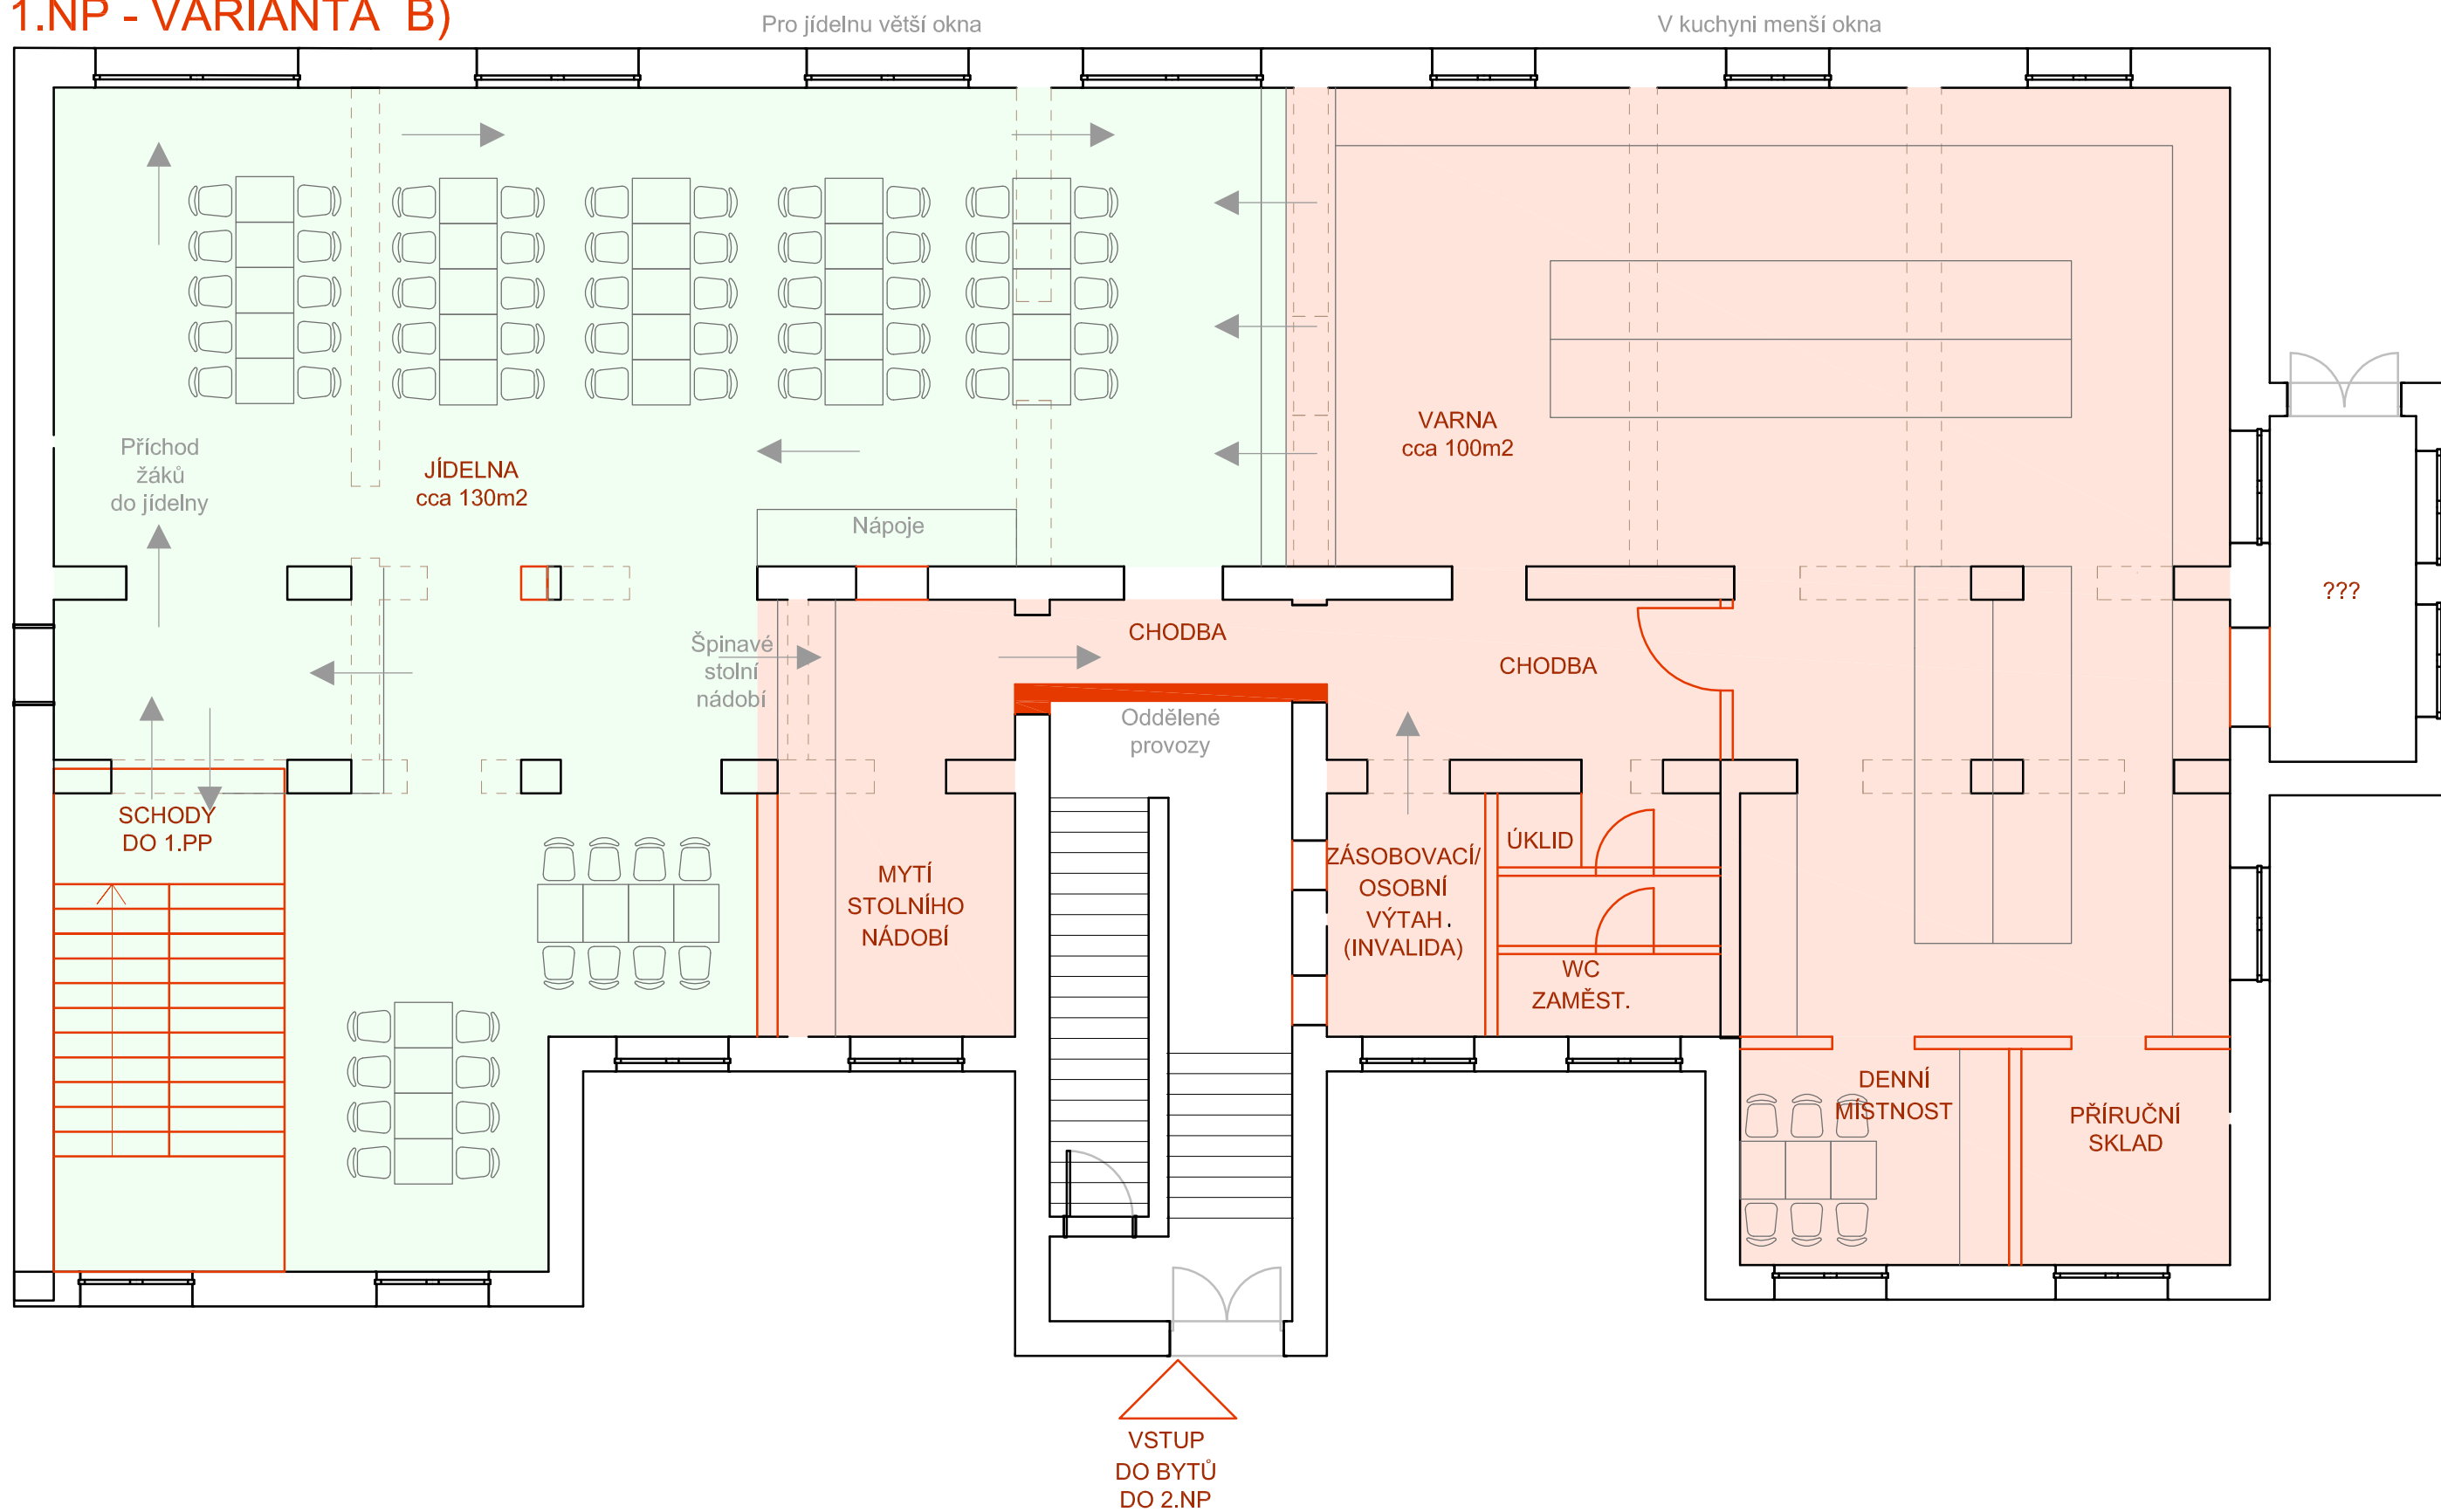 1.NP - VARIANTA B)
Pro jídelnu větší okna
V kuchyni menší okna
Příchod
žáků
do jídelny
JÍDELNA
cca 130m2
VARNA
cca 100m2
Nápoje
???
Špinavé
stolní
nádobí
CHODBA
CHODBA
Oddělené
provozy
SCHODY
DO 1.PP
MYTÍ
STOLNÍHO
NÁDOBÍ
ZÁSOBOVACÍ/
OSOBNÍ
VÝTAH .
(INVALIDA)
ÚKLID
WC
ZAMĚST.
DENNÍ
MÍSTNOST
PŘÍRUČNÍ
SKLAD
VSTUP
DO BYTŮ
DO 2.NP